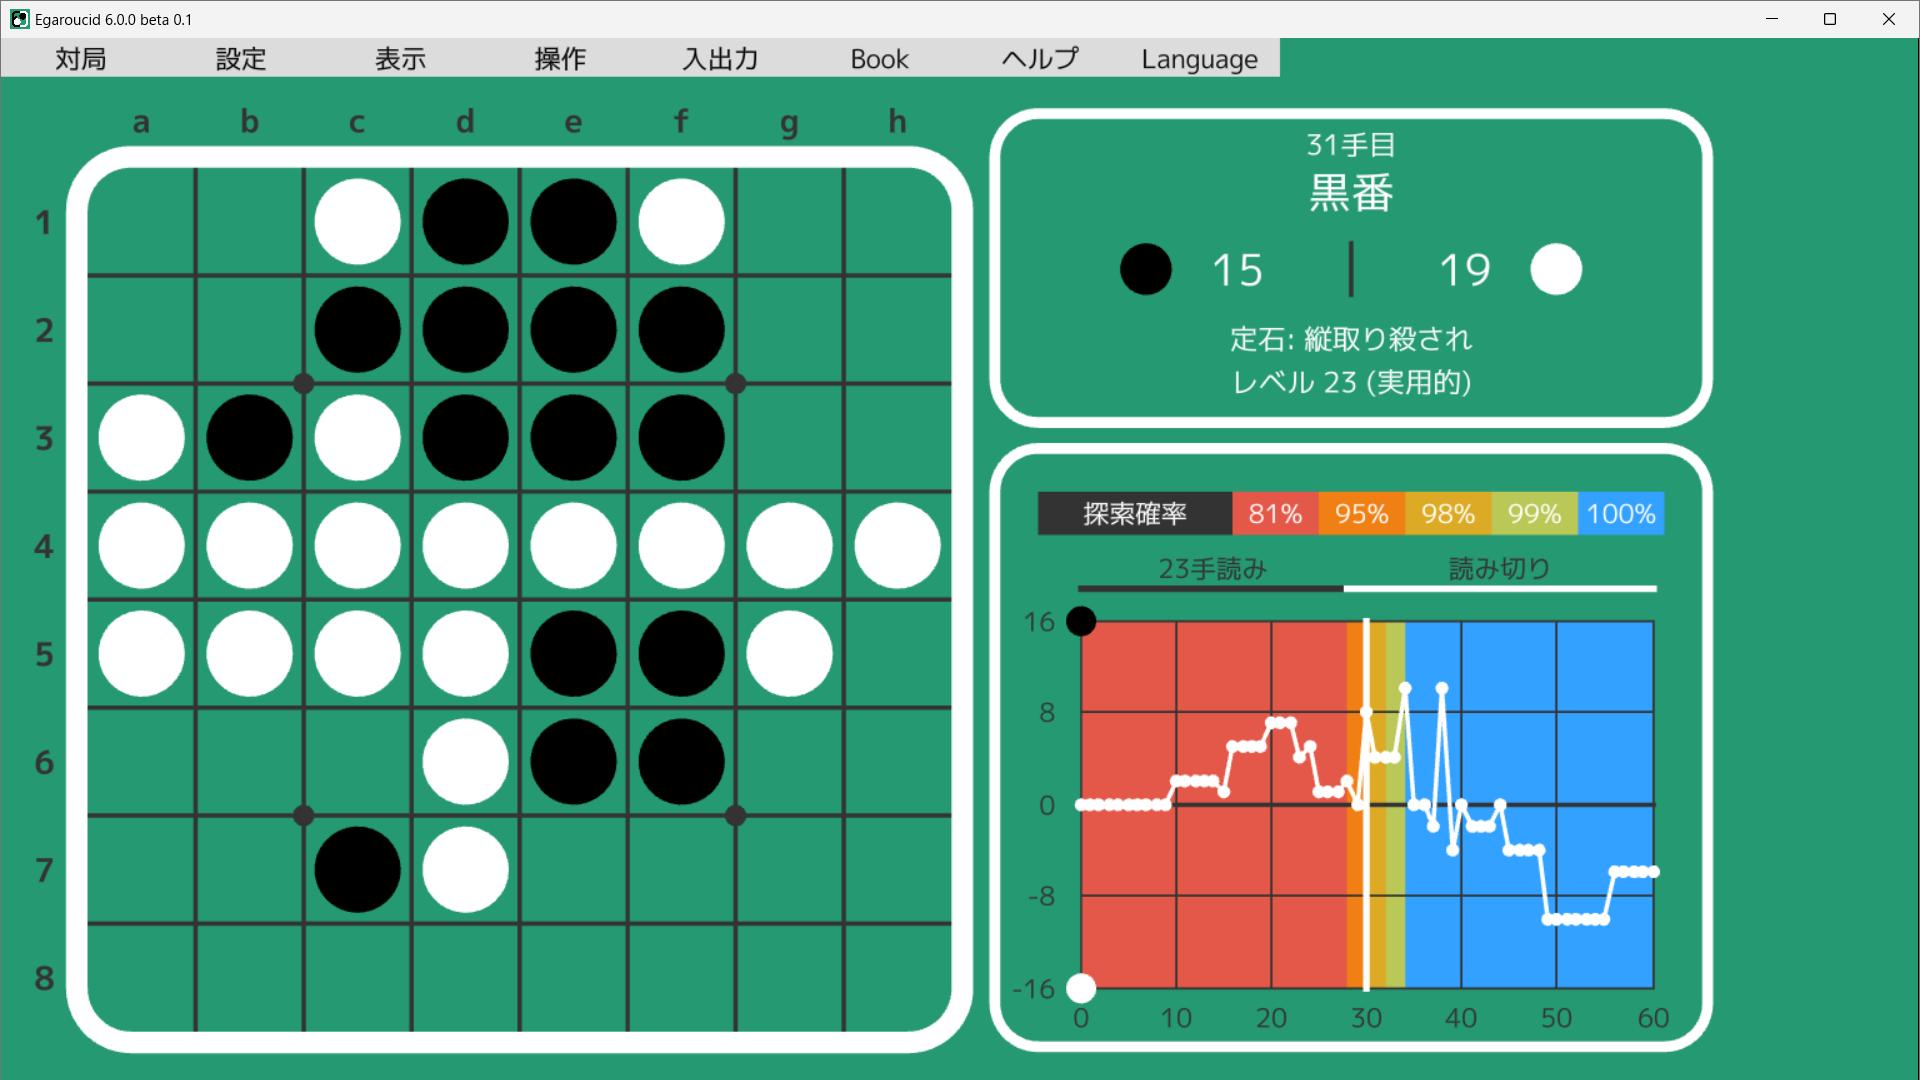 Egaroucid 6.0.0 beta 0.1
対局 設定 表示 操作 入出力 Book ヘルプ Language
a b c d e f g h
1
2
3
4
5
6
7
8
31手目
黒番
15 19
定石: 縦取り殺され
レベル 23 (実用的)
探索確率 81% 95% 98% 99% 100%
23手読み 読み切り
16
8
0
-8
-16
0 10 20 30 40 50 60